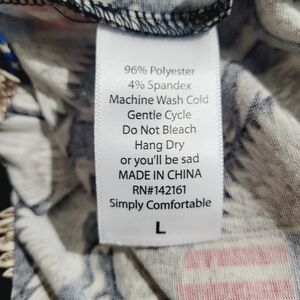 96% Polyester
4% Spandex
Machine Wash Cold
Gentle Cycle
Do Not Bleach
Hang Dry
or you'll be sad
MADE IN CHINA
RN#142161
Simply Comfortable
L